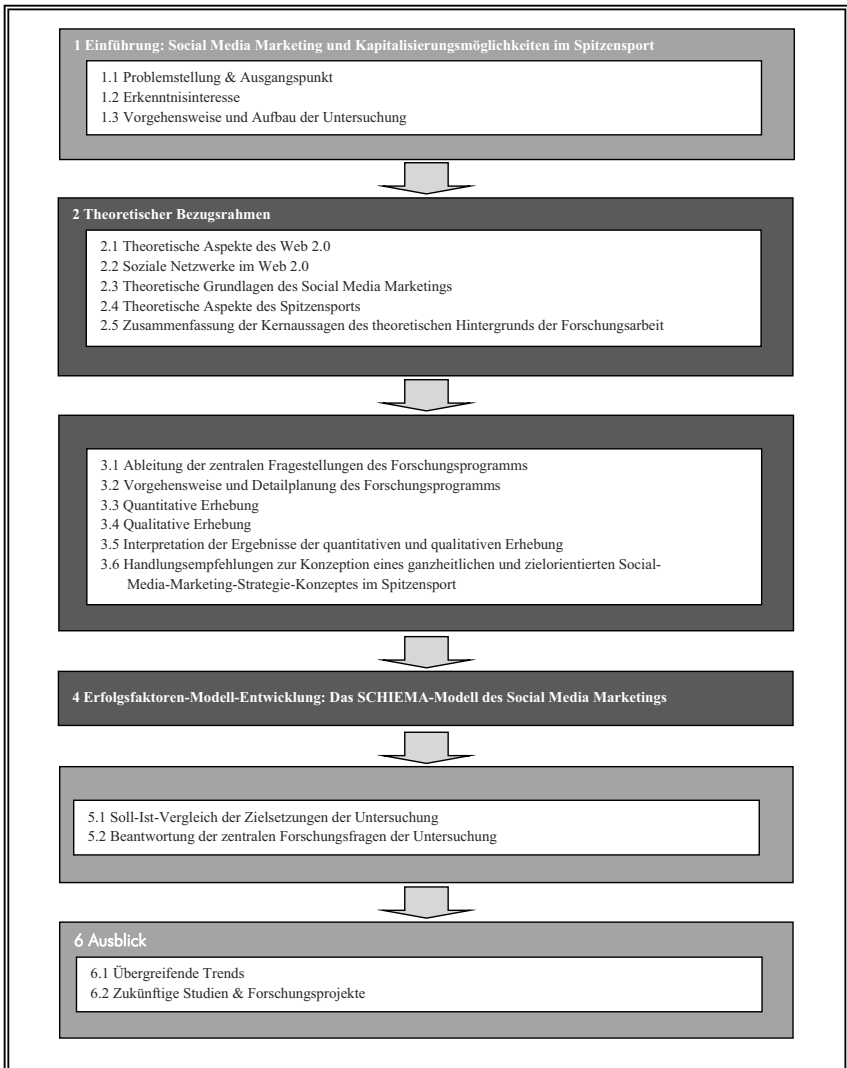 1 Einführung: Social Media Marketing und Kapitalisierungsmöglichkeiten im Spitzensport
1.1 Problemstellung & Ausgangspunkt
1.2 Erkenntnisinteresse
1.3 Vorgehensweise und Aufbau der Untersuchung
2 Theoretischer Bezugsrahmen
2.1 Theoretische Aspekte des Web 2.0
2.2 Soziale Netzwerke im Web 2.0
2.3 Theoretische Grundlagen des Social Media Marketings
2.4 Theoretische Aspekte des Spitzensports
2.5 Zusammenfassung der Kernaussagen des theoretischen Hintergrunds der Forschungsarbeit
3.1 Ableitung der zentralen Fragestellungen des Forschungsprogramms
3.2 Vorgehensweise und Detailplanung des Forschungsprogramms
3.3 Quantitative Erhebung
3.4 Qualitative Erhebung
3.5 Interpretation der Ergebnisse der quantitativen und qualitativen Erhebung
3.6 Handlungsempfehlungen zur Konzeption eines ganzheitlichen und zielorientierten Social-
Media-Marketing-Strategie-Konzeptes im Spitzensport
4 Erfolgsfaktoren-Modell-Entwicklung: Das SCHIEMA-Modell des Social Media Marketings
5.1 Soll-Ist-Vergleich der Zielsetzungen der Untersuchung
5.2 Beantwortung der zentralen Forschungsfragen der Untersuchung
6 Ausblick
6.1 Übergreifende Trends
6.2 Zukünftige Studien & Forschungsprojekte